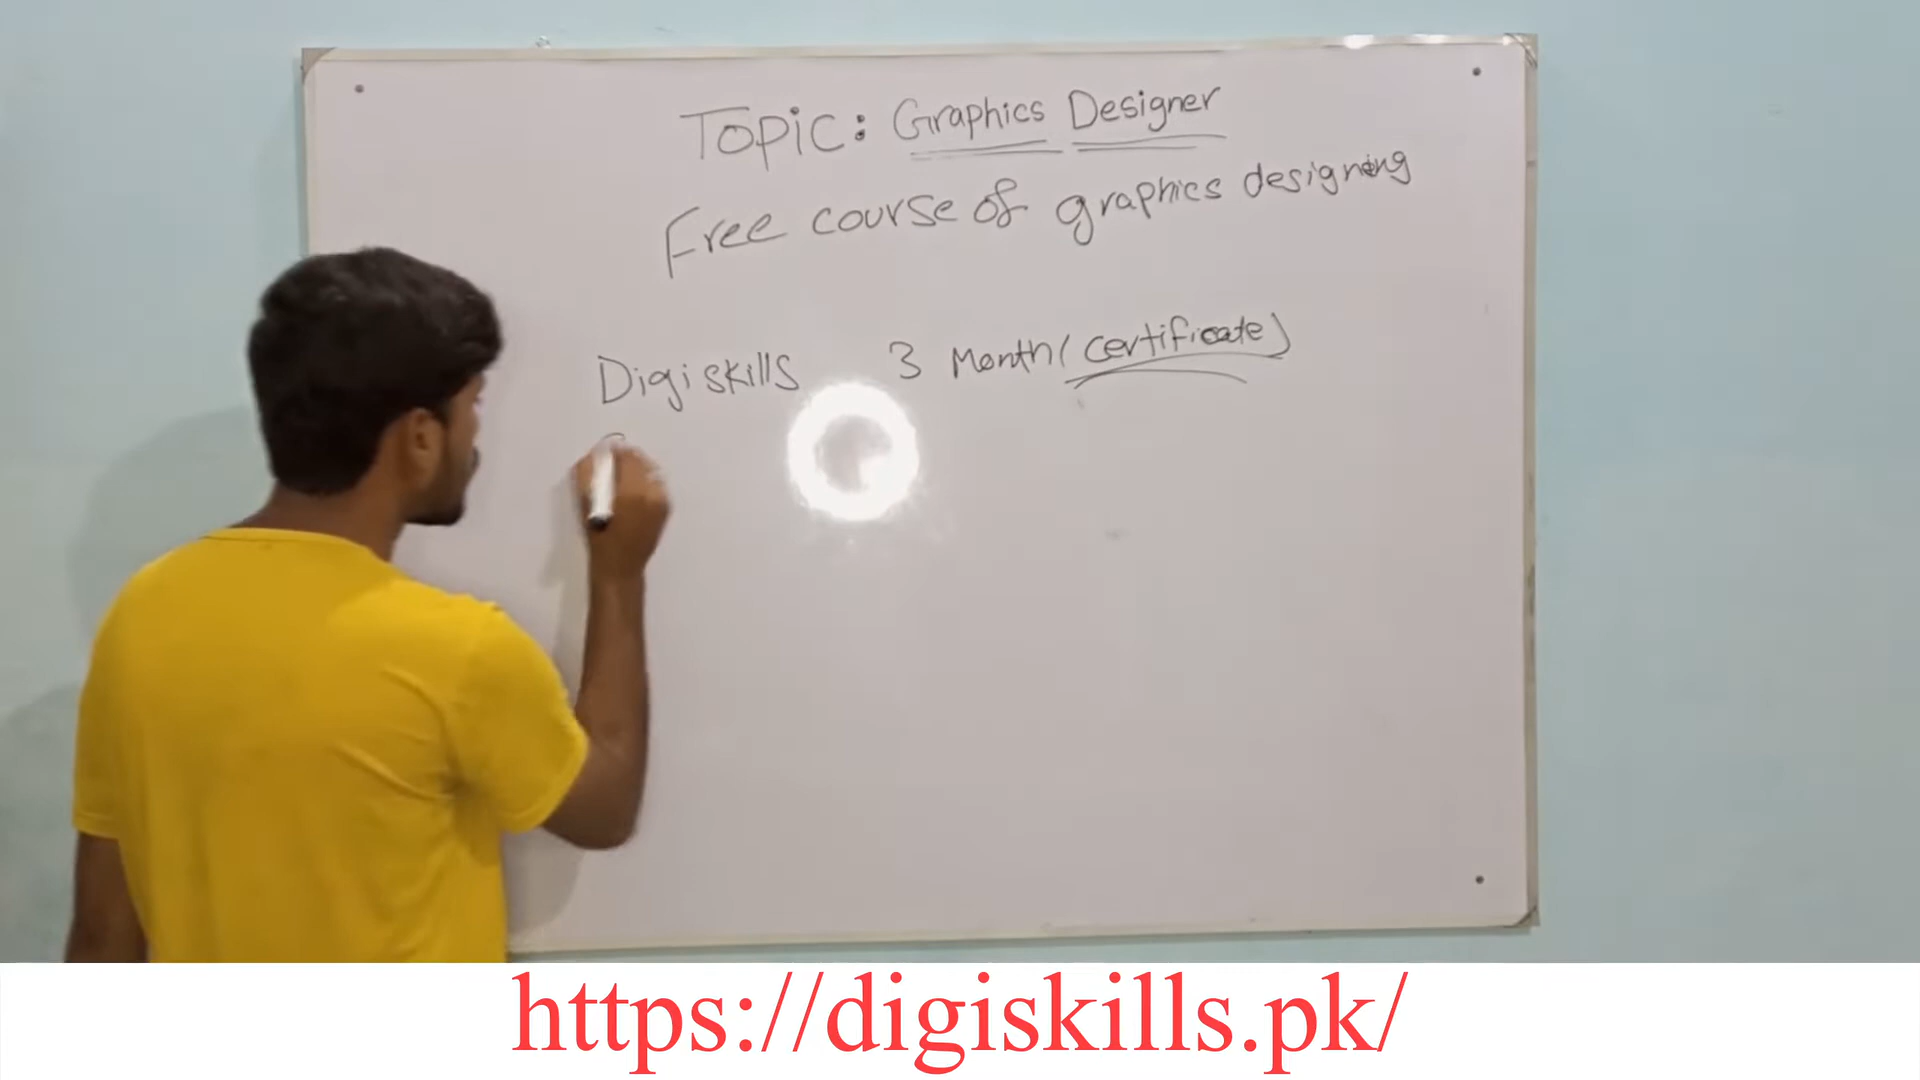 Topic: Graphics Designer
Free course of graphics designing
Digiskills 3 Month (certificate)
https://digiskills.pk/